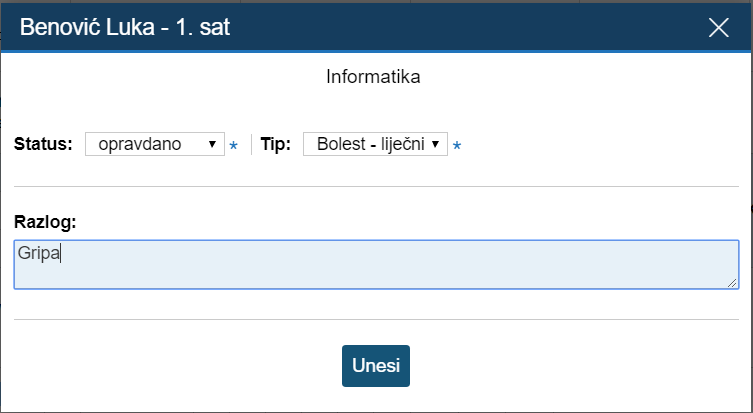 Benović Luka - 1. sat
Informatika
Status: opravdano * Tip: Bolest - liječni *
Razlog:
Gripa
Unesi